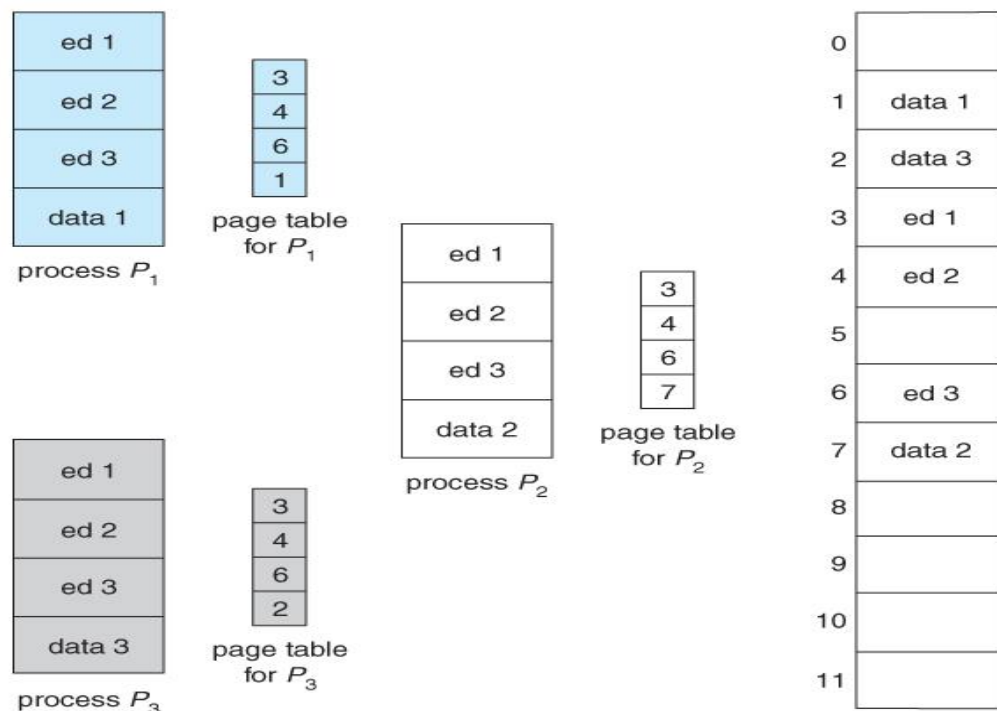 ed 1
ed 2
ed 3
data 1
process P1
3
4
6
1
page table
for P1
ed 1
ed 2
ed 3
data 2
process P2
3
4
6
7
page table
for P2
ed 1
ed 2
ed 3
data 3
process P3
3
4
6
2
page table
for P3
0
1 data 1
2 data 3
3 ed 1
4 ed 2
5
6 ed 3
7 data 2
8
9
10
11